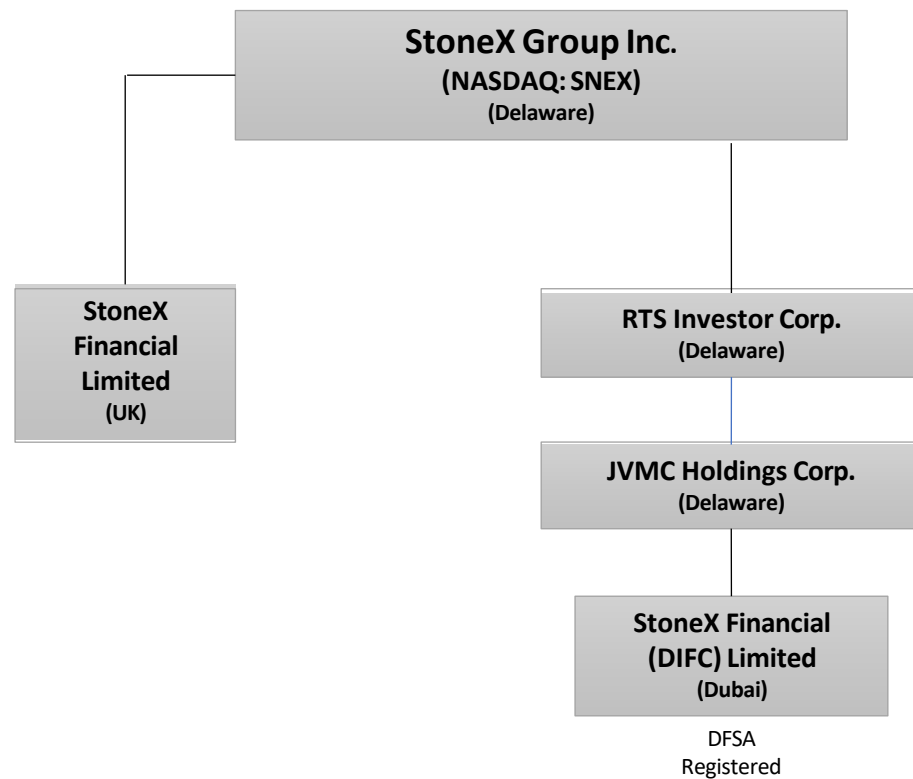 StoneX Group Inc.
(NASDAQ: SNEX)
(Delaware)
StoneX
Financial
Limited
(UK)
RTS Investor Corp.
(Delaware)
JVMC Holdings Corp.
(Delaware)
StoneX Financial
(DIFC) Limited
(Dubai)
DFSA
Registered